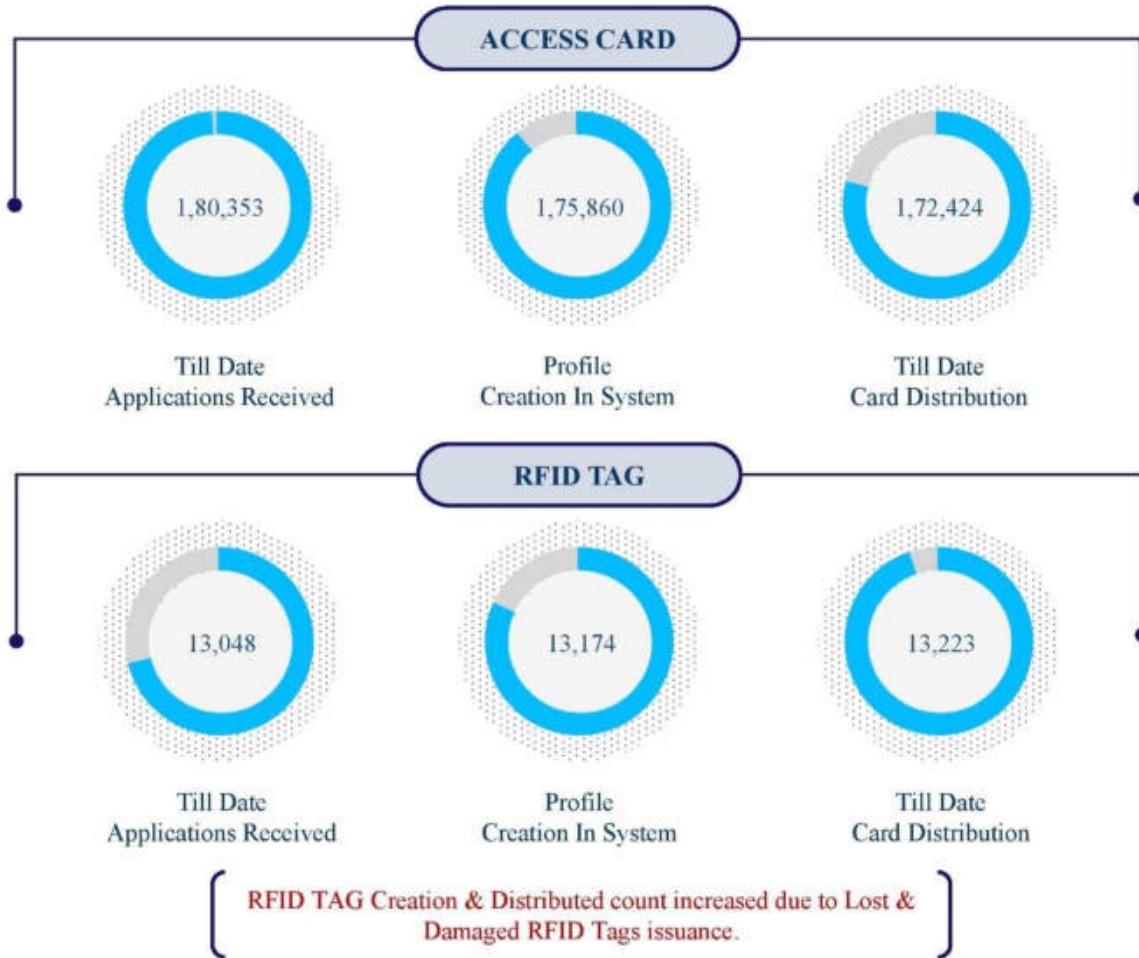 ACCESS CARD
1,80,353
1,75,860
1,72,424
Till Date
Applications Received
Profile
Creation In System
Till Date
Card Distribution
RFID TAG
13,048
13,174
13,223
Till Date
Applications Received
Profile
Creation In System
Till Date
Card Distribution
RFID TAG Creation & Distributed count increased due to Lost &
Damaged RFID Tags issuance.